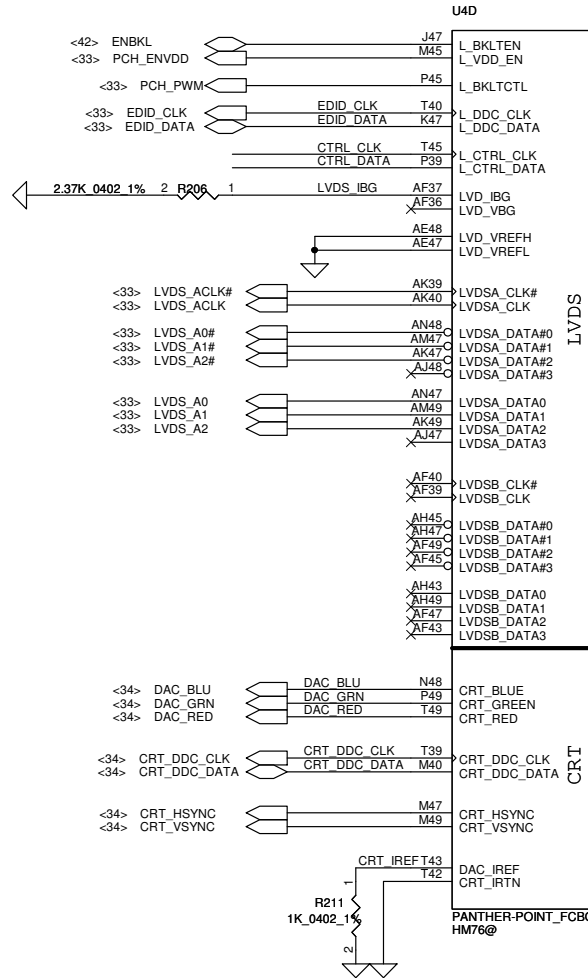 U4D
<42> ENBKL J47 L_BKLTEN
<33> PCH_ENVDD M45 L_VDD_EN
<33> PCH_PWM P45 L_BKLTCTL
<33> EDID_CLK EDID_CLK T40 L_DDC_CLK
<33> EDID_DATA EDID_DATA K47 L_DDC_DATA
CTRL_CLK T45 L_CTRL_CLK
CTRL_DATA P39 L_CTRL_DATA
2.37K_0402_1% 2 R206 1 LVDS_IBG AF37 LVD_IBG
AF36 LVD_VBG
AE48 LVD_VREFH
AE47 LVD_VREFL
LVDS
<33> LVDS_ACLK# AK39 LVDSA_CLK#
<33> LVDS_ACLK AK40 LVDSA_CLK
<33> LVDS_A0# AN48 LVDSA_DATA#0
<33> LVDS_A1# AM47 LVDSA_DATA#1
<33> LVDS_A2# AK47 LVDSA_DATA#2
AJ48 LVDSA_DATA#3
<33> LVDS_A0 AN47 LVDSA_DATA0
<33> LVDS_A1 AM49 LVDSA_DATA1
<33> LVDS_A2 AK49 LVDSA_DATA2
AJ47 LVDSA_DATA3
AF40 LVDSB_CLK#
AF39 LVDSB_CLK
AH45 LVDSB_DATA#0
AH47 LVDSB_DATA#1
AF49 LVDSB_DATA#2
AF45 LVDSB_DATA#3
AH43 LVDSB_DATA0
AH49 LVDSB_DATA1
AF47 LVDSB_DATA2
AF43 LVDSB_DATA3
<34> DAC_BLU DAC_BLU N48 CRT_BLUE
<34> DAC_GRN DAC_GRN P49 CRT_GREEN
<34> DAC_RED DAC_RED T49 CRT_RED
CRT
<34> CRT_DDC_CLK CRT_DDC_CLK T39 CRT_DDC_CLK
<34> CRT_DDC_DATA CRT_DDC_DATA M40 CRT_DDC_DATA
<34> CRT_HSYNC M47 CRT_HSYNC
<34> CRT_VSYNC M49 CRT_VSYNC
CRT_IREF T43 DAC_IREF
T42 CRT_IRTN
1
R211
1K_0402_1%
2
PANTHER-POINT_FCBG
HM76@